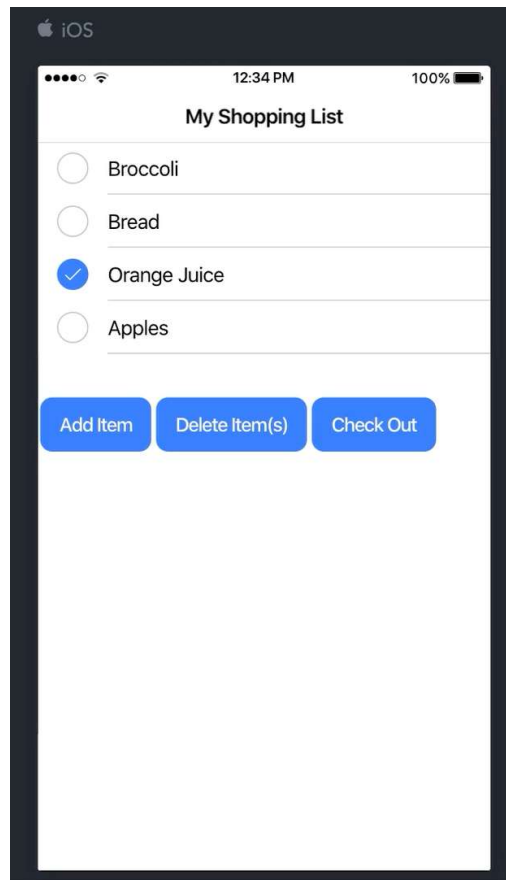 iOS
12:34 PM 100%
My Shopping List
Broccoli
Bread
Orange Juice
Apples
Add Item Delete Item(s) Check Out